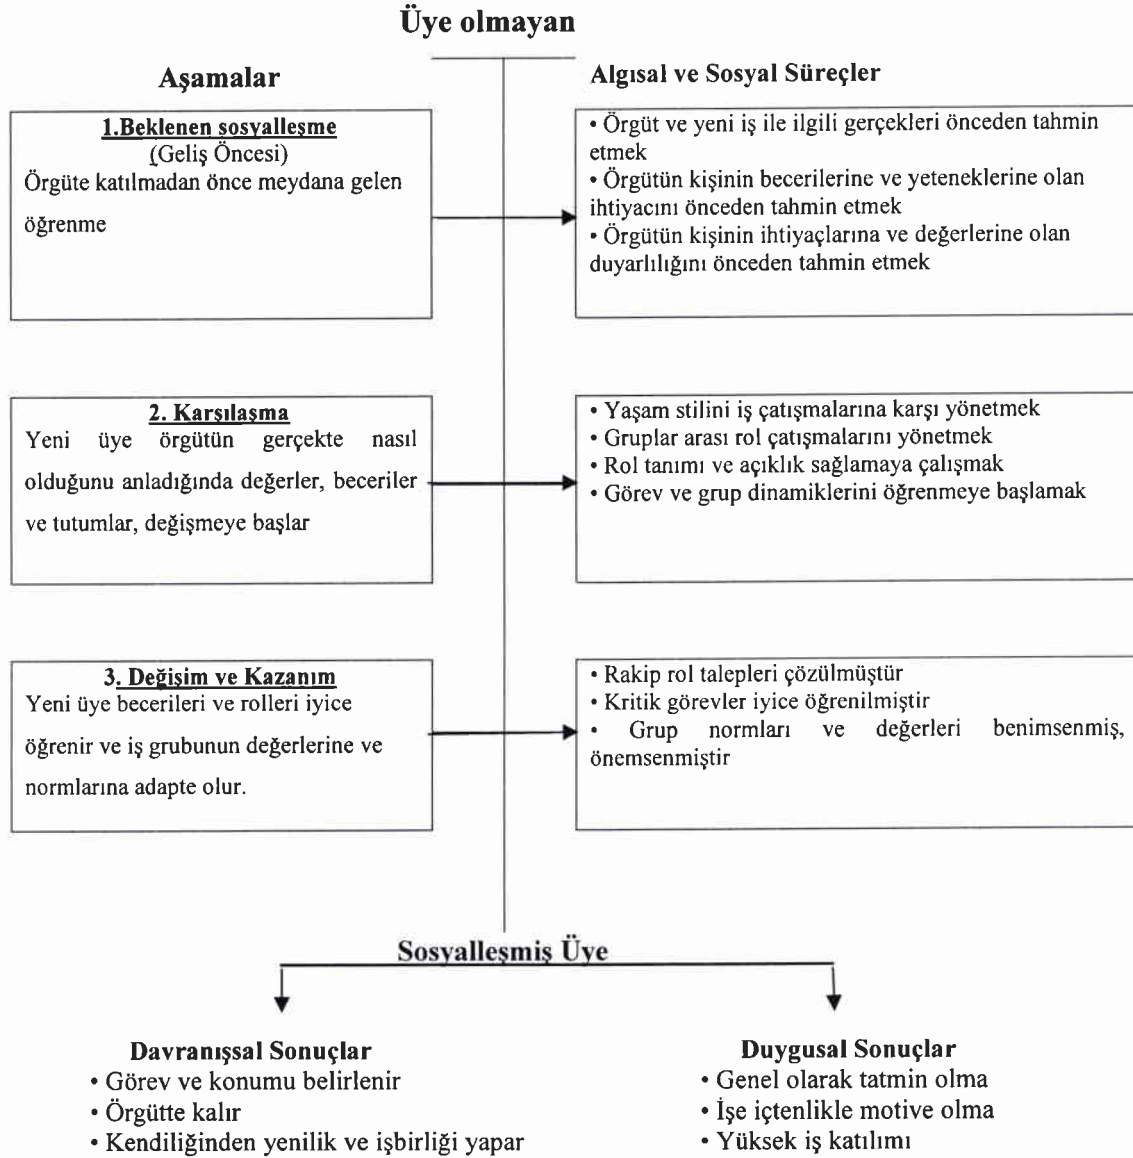 Üye olmayan
Aşamalar
Algısal ve Sosyal Süreçler
1.Beklenen sosyalleşme
(Geliş Öncesi)
Örgüte katılmadan önce meydana gelen
öğrenme
• Örgüt ve yeni iş ile ilgili gerçekleri önceden tahmin
etmek
• Örgütün kişinin becerilerine ve yeteneklerine olan
ihtiyacını önceden tahmin etmek
• Örgütün kişinin ihtiyaçlarına ve değerlerine olan
duyarlılığını önceden tahmin etmek
2. Karşılaşma
Yeni üye örgütün gerçekte nasıl
olduğunu anladığında değerler, beceriler
ve tutumlar, değişmeye başlar
• Yaşam stilini iş çatışmalarına karşı yönetmek
• Gruplar arası rol çatışmalarını yönetmek
• Rol tanımı ve açıklık sağlamaya çalışmak
• Görev ve grup dinamiklerini öğrenmeye başlamak
3. Değişim ve Kazanım
Yeni üye becerileri ve rolleri iyice
öğrenir ve iş grubunun değerlerine ve
normlarına adapte olur.
• Rakip rol talepleri çözülmüştür
• Kritik görevler iyice öğrenilmiştir
• Grup normları ve değerleri benimsenmiş,
önemsenmiştir
Sosyalleşmiş Üye
Davranışsal Sonuçlar
• Görev ve konumu belirlenir
• Örgütte kalır
• Kendiliğinden yenilik ve işbirliği yapar
Duygusal Sonuçlar
• Genel olarak tatmin olma
• İşe içtenlikle motive olma
• Yüksek iş katılımı